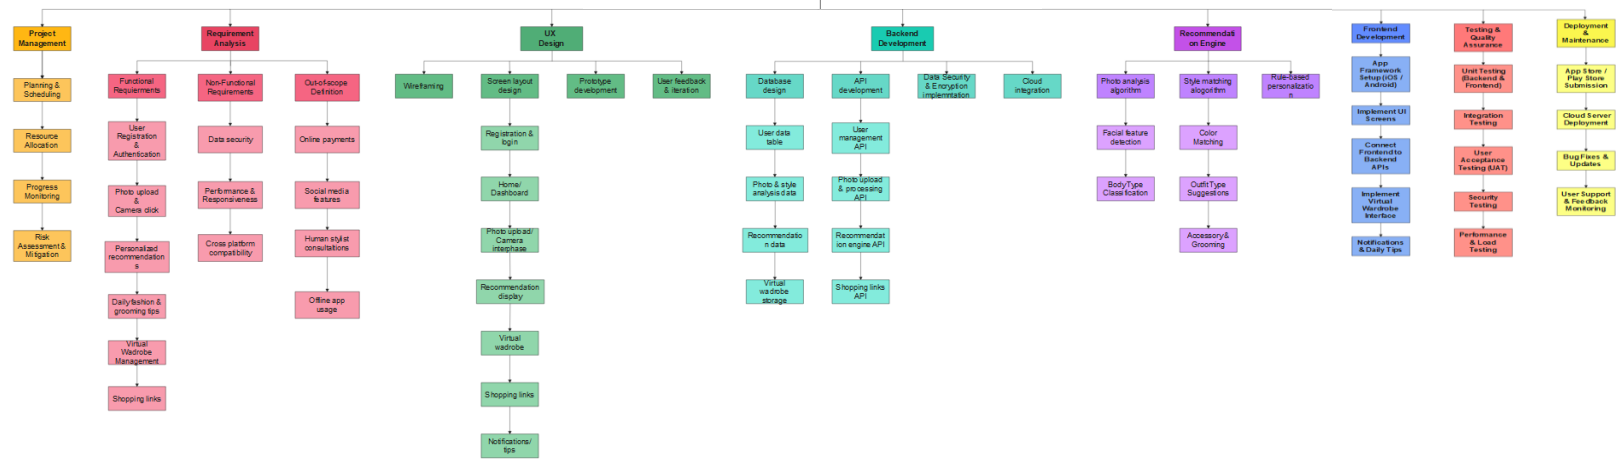 Project
Management
Planning &
Scheduling
Resource
Allocation
Progress
Monitoring
Risk
Assessment &
Mitigation
Requirement
Analysis
Functional
Requierments
User
Registration
&
Authentication
Photo upload
&
Camera click
Personalized
recommendation
s
Daily fashion &
grooming tips
Virtual
Wadrobe
Management
Shopping links
Non-Functional
Requirements
Data security
Performance &
Responsiveness
Cross platform
compatibility
Out-of-scope
Definition
Online payments
Social media
features
Human stylist
consultations
Offline app
usage
UX
Design
Wireframing
Screen layout
design
Registration &
login
Home/
Dashboard
Photo upload/
Camera
interphase
Recommendation
display
Virtual
wadrobe
Shopping links
Notifications/
tips
Prototype
development
User feedback
& iteration
Backend
Development
Database
design
User data
table
Photo & style
analysis data
Recommendatio
n data
Virtual
wadrobe
storage
API
development
User
management
API
Photo upload
& processing
API
Recommendat
ion engine API
Shopping links
API
Data Security
& Encryption
implemntation
Cloud
integration
Recommendati
on Engine
Photo analysis
algorithm
Facial feature
detection
Body Type
Classification
Style matching
alogorithm
Color
Matching
Outfit Type
Suggestions
Accessory &
Grooming
Rule-based
personalizatio
n
Frontend
Development
App
Framework
Setup (iOS /
Android)
Implement UI
Screens
Connect
Frontend to
Backend
APIs
Implement
Virtual
Wardrobe
Interface
Notifications
& Daily Tips
Testing &
Quality
Assurance
Unit Testing
(Backend &
Frontend)
Integration
Testing
User
Acceptance
Testing (UAT)
Security
Testing
Performance
& Load
Testing
Deployment
&
Maintenance
App Store /
Play Store
Submission
Cloud Server
Deployment
Bug Fixes &
Updates
User Support
& Feedback
Monitoring